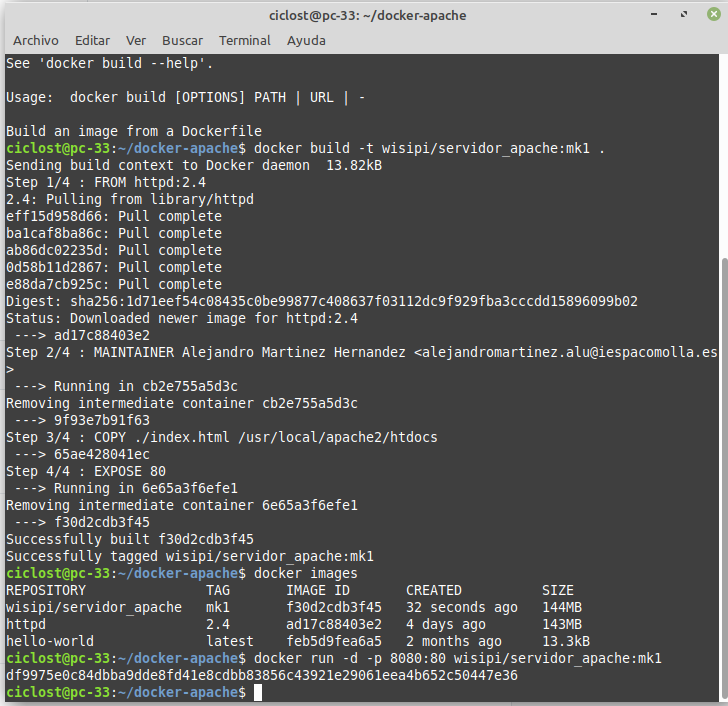 ciclost@pc-33: ~/docker-apache
Archivo Editar Ver Buscar Terminal Ayuda
See 'docker build --help'.
Usage:  docker build [OPTIONS] PATH | URL | -
Build an image from a Dockerfile
ciclost@pc-33:~/docker-apache$ docker build -t wisipi/servidor_apache:mk1 .
Sending build context to Docker daemon  13.82kB
Step 1/4 : FROM httpd:2.4
2.4: Pulling from library/httpd
eff15d958d66: Pull complete
ba1caf8ba86c: Pull complete
ab86dc02235d: Pull complete
0d58b11d2867: Pull complete
e88da7cb925c: Pull complete
Digest: sha256:1d71eef54c08435c0be99877c408637f03112dc9f929fba3cccdd15896099b02
Status: Downloaded newer image for httpd:2.4
 ---> ad17c88403e2
Step 2/4 : MAINTAINER Alejandro Martinez Hernandez <alejandromartinez.alu@iespacomolla.es
>
 ---> Running in cb2e755a5d3c
Removing intermediate container cb2e755a5d3c
 ---> 9f93e7b91f63
Step 3/4 : COPY ./index.html /usr/local/apache2/htdocs
 ---> 65ae428041ec
Step 4/4 : EXPOSE 80
 ---> Running in 6e65a3f6efe1
Removing intermediate container 6e65a3f6efe1
 ---> f30d2cdb3f45
Successfully built f30d2cdb3f45
Successfully tagged wisipi/servidor_apache:mk1
ciclost@pc-33:~/docker-apache$ docker images
REPOSITORY               TAG       IMAGE ID       CREATED          SIZE
wisipi/servidor_apache   mk1       f30d2cdb3f45   32 seconds ago   144MB
httpd                    2.4       ad17c88403e2   4 days ago       143MB
hello-world              latest    feb5d9fea6a5   2 months ago     13.3kB
ciclost@pc-33:~/docker-apache$ docker run -d -p 8080:80 wisipi/servidor_apache:mk1
df9975e0c84dbba9dde8fd41e8cdbb83856c43921e29061eea4b652c50447e36
ciclost@pc-33:~/docker-apache$